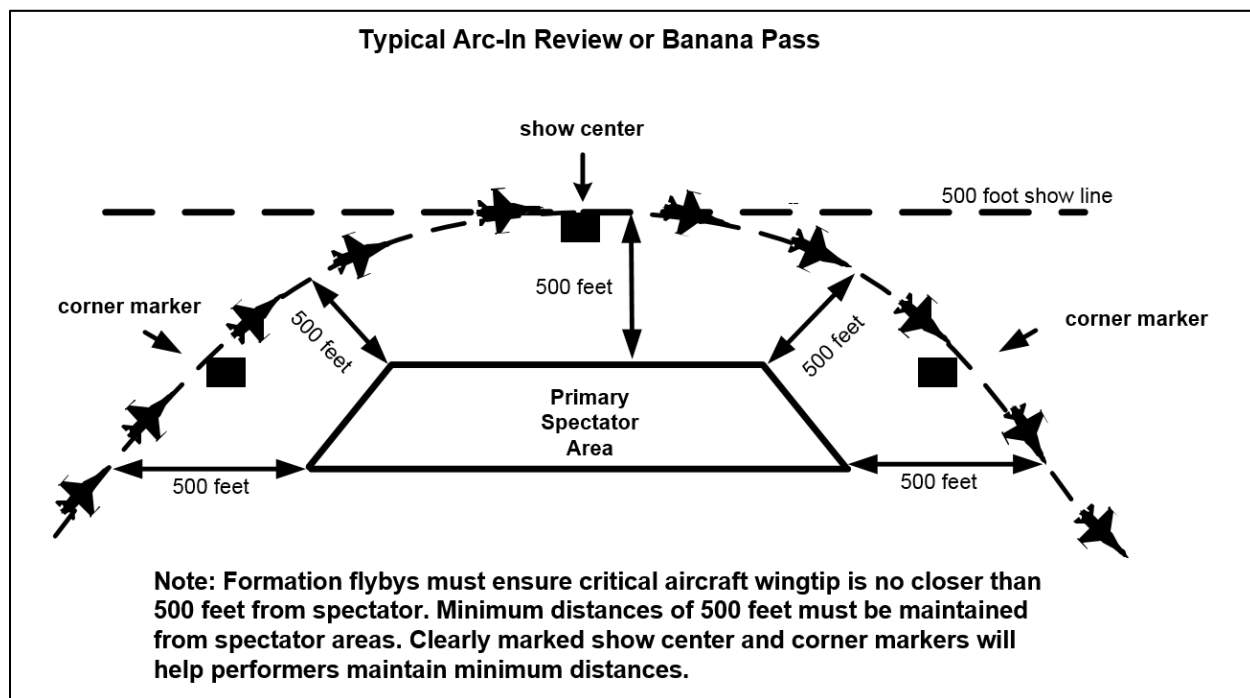 Typical Arc-In Review or Banana Pass
show center
500 foot show line
500 feet
corner marker
500 feet
500 feet
corner marker
Primary
Spectator
Area
500 feet
500 feet
Note: Formation flybys must ensure critical aircraft wingtip is no closer than
500 feet from spectator. Minimum distances of 500 feet must be maintained
from spectator areas. Clearly marked show center and corner markers will
help performers maintain minimum distances.